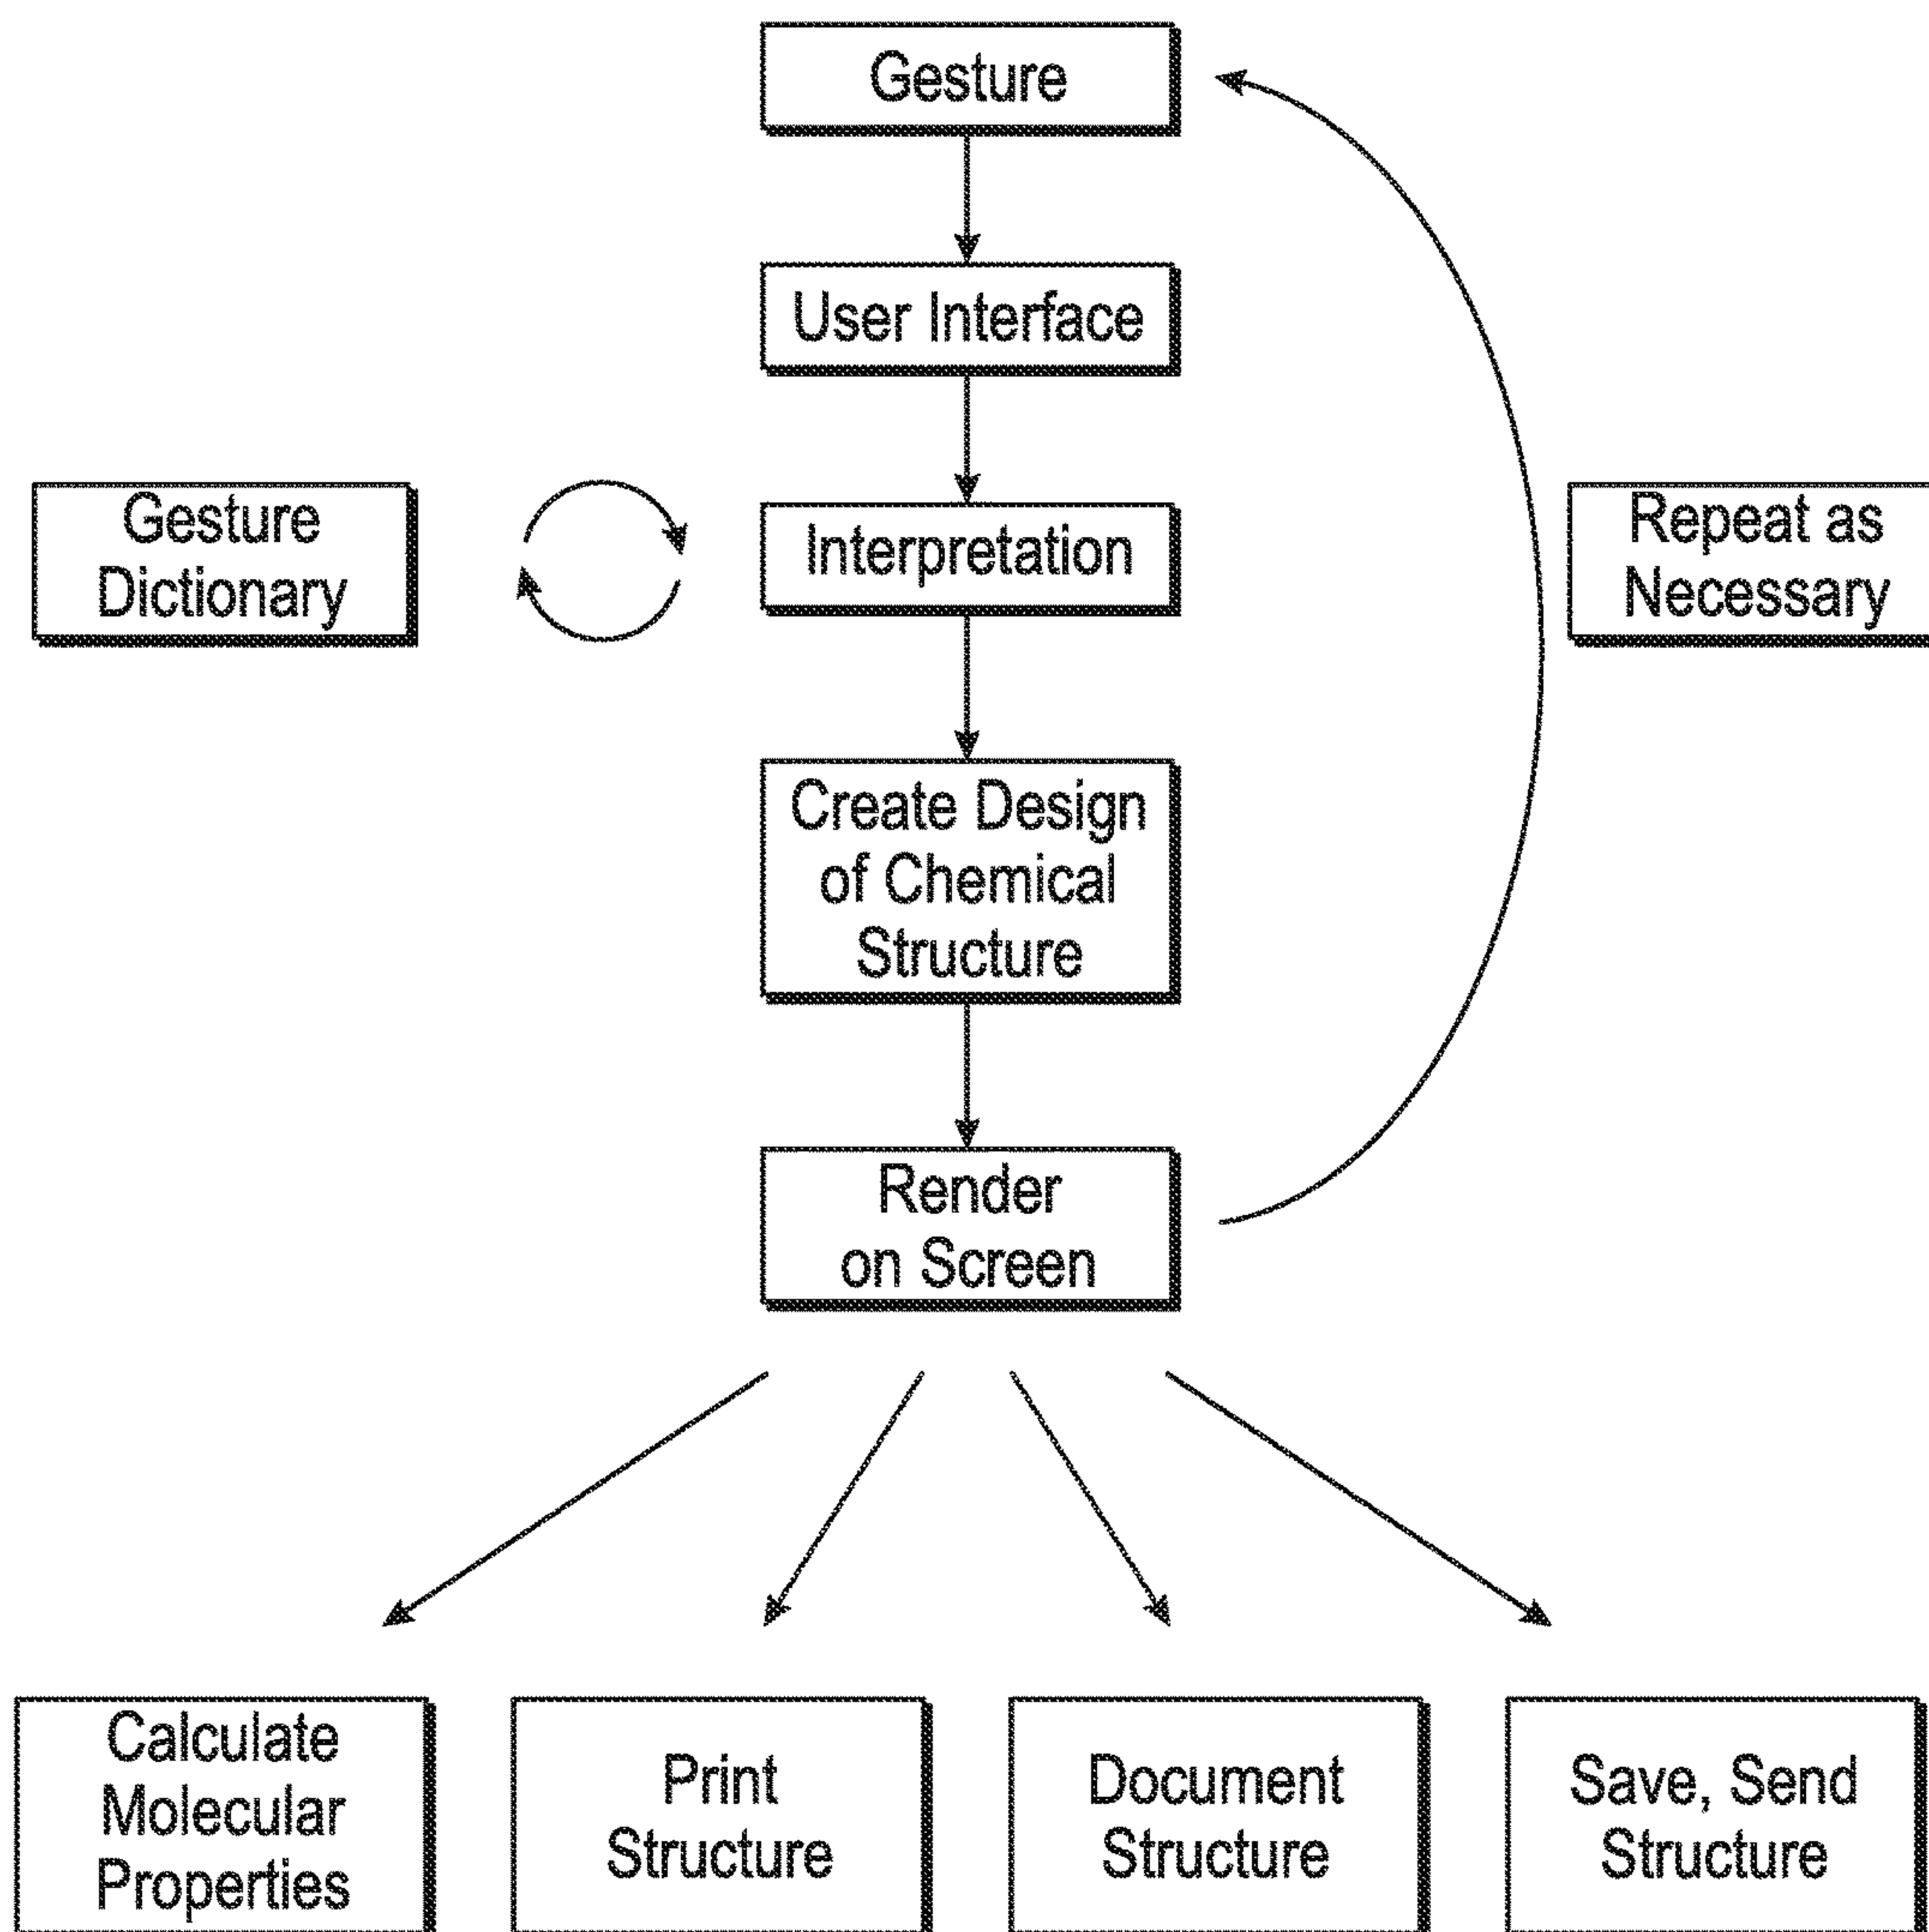 Gesture
User Interface
Gesture
Dictionary
Interpretation
Repeat as
Necessary
Create Design
of Chemical
Structure
Render
on Screen
Calculate
Molecular
Properties
Print
Structure
Document
Structure
Save, Send
Structure